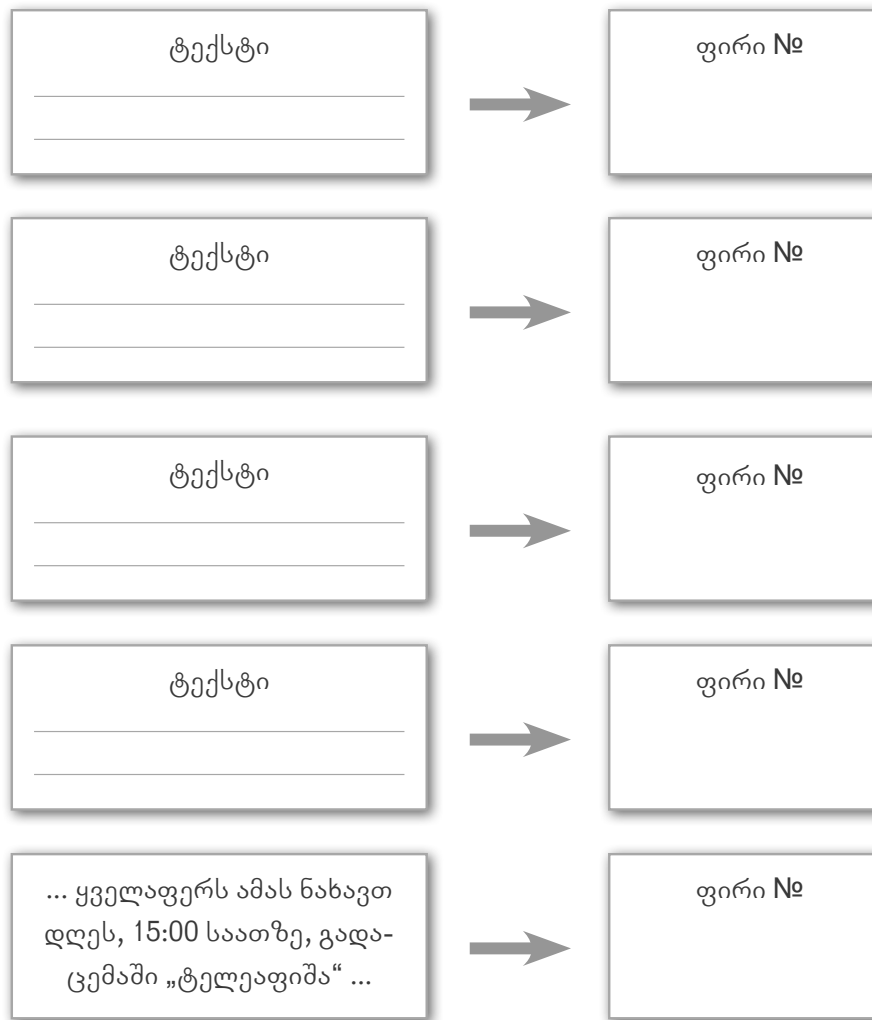 ტექსტი
ფირი №
ტექსტი
ფირი №
ტექსტი
ფირი №
ტექსტი
ფირი №
... ყველაფერს ამას ნახავთ
დღეს, 15:00 საათზე, გადა-
ცემაში „ტელეაფიშა“ ...
ფირი №